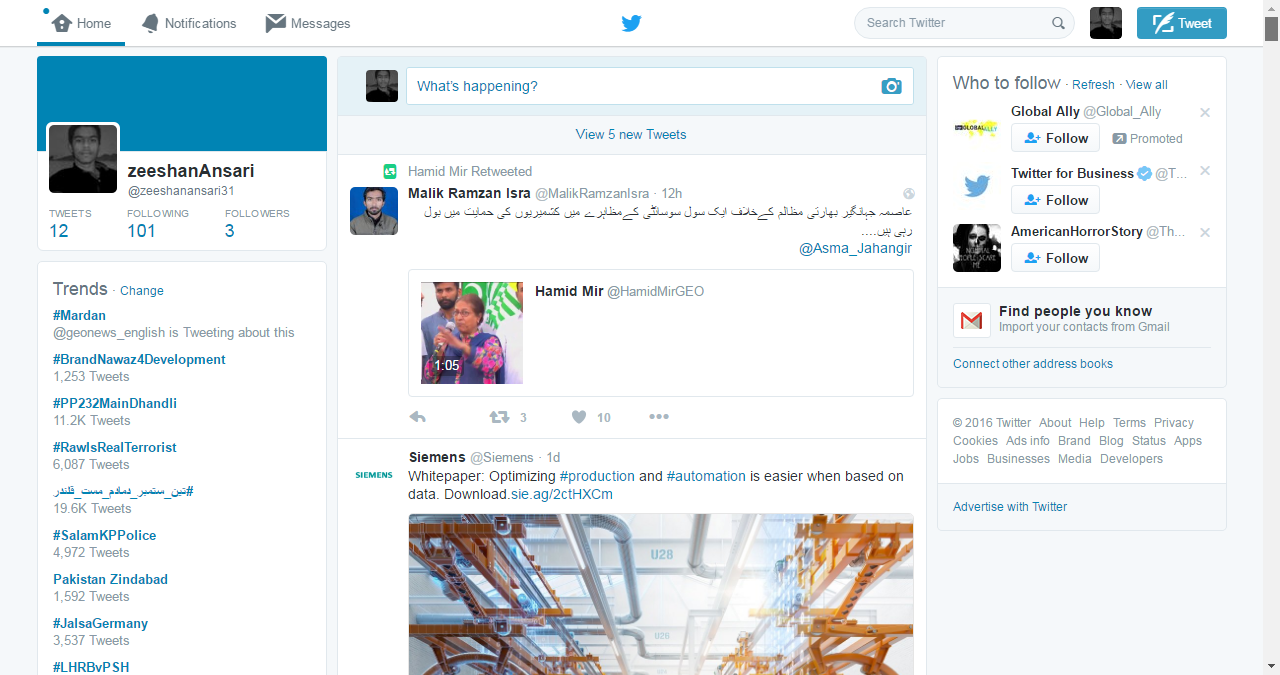 Home
Notifications
Messages
Search Twitter
Tweet
zeeshanAnsari
@zeeshanansari31
TWEETS FOLLOWING FOLLOWERS
12 101 3
Trends · Change
#Mardan
@geonews_english is Tweeting about this
#BrandNawaz4Development
1,253 Tweets
#PP232MainDhandli
11.2K Tweets
#RawIsRealTerrorist
6,087 Tweets
#تین_ستمبر_دمادم_مست_قلندر
19.6K Tweets
#SalamKPPolice
4,972 Tweets
Pakistan Zindabad
1,592 Tweets
#JalsaGermany
3,537 Tweets
#LHRBvPSH
What's happening?
View 5 new Tweets
Hamid Mir Retweeted
Malik Ramzan Isra @MalikRamzanIsra · 12h
عاصمہ جہانگیر بھارتی مظالم کےخلاف ایک سول سوسائٹی کےمظاہرے میں کشمیریوں کی حمایت میں بول
رہی ہیں....
@Asma_Jahangir
Hamid Mir @HamidMirGEO
1:05
3
10
SIEMENS
Siemens @Siemens · 1d
Whitepaper: Optimizing #production and #automation is easier when based on
data. Download.sie.ag/2ctHXCm
U28
U26
Who to follow · Refresh · View all
GLOBALALLY
Global Ally @Global_Ally
Follow Promoted
Twitter for Business @T...
Follow
AmericanHorrorStory @Th...
Follow
NORMAL
PEOPLE SCARE
ME
Find people you know
Import your contacts from Gmail
Connect other address books
© 2016 Twitter About Help Terms Privacy
Cookies Ads info Brand Blog Status Apps
Jobs Businesses Media Developers
Advertise with Twitter